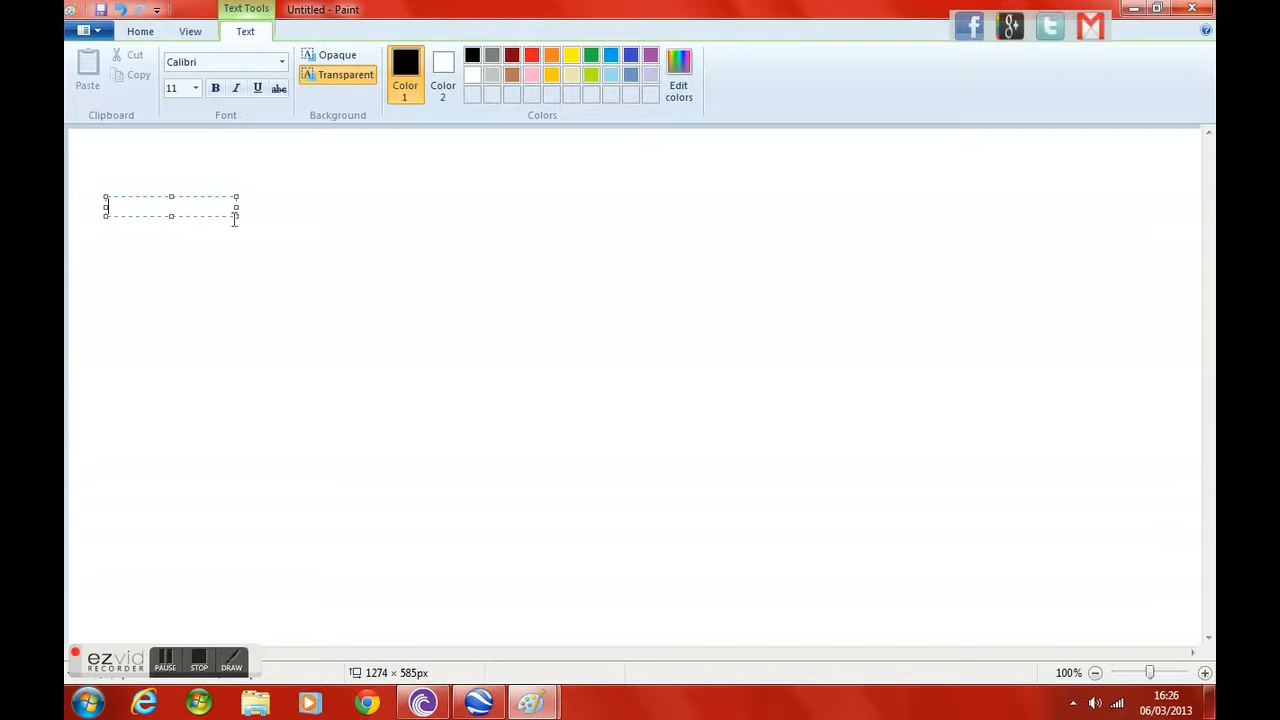 Text Tools
Untitled - Paint
Home
View
Text
Paste
Cut
Copy
Clipboard
Calibri
11
B I U abc
Font
Opaque
Transparent
Background
Color 1
Color 2
Edit colors
Colors
ezvid
RECORDER
PAUSE
STOP
DRAW
1274 × 585px
100%
16:26
06/03/2013